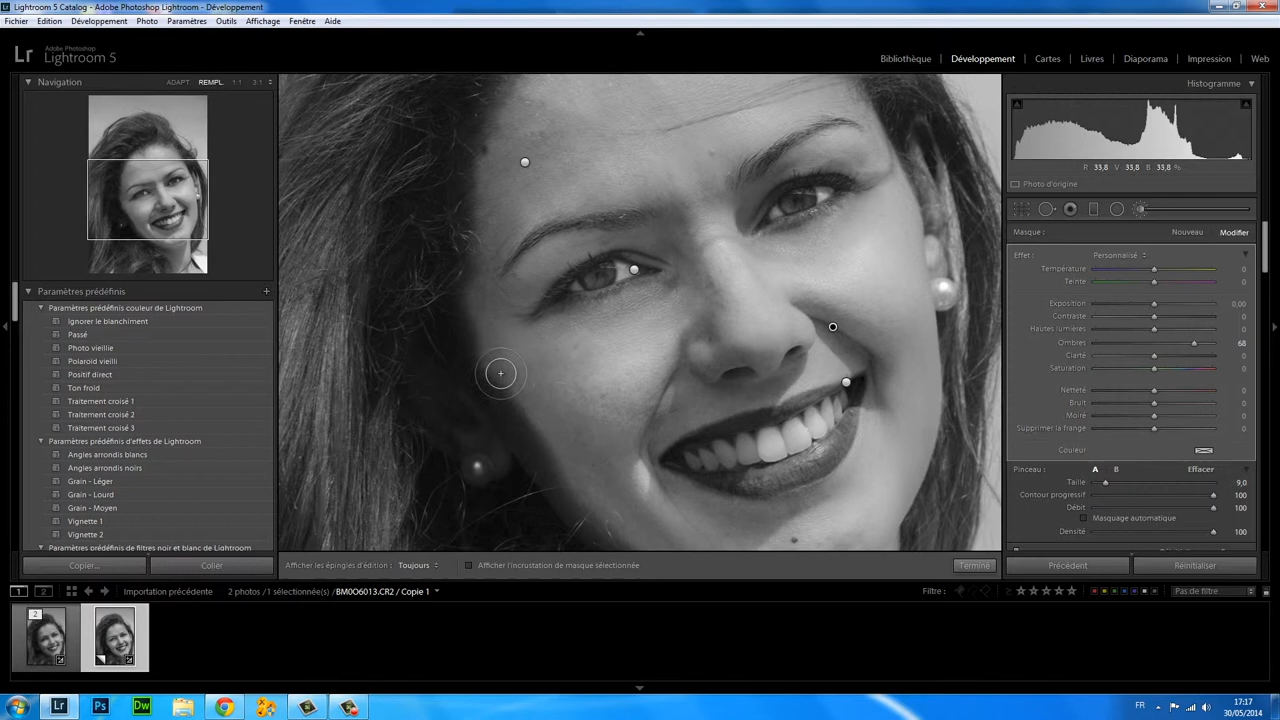 Lightroom 5 Catalog - Adobe Photoshop Lightroom - Développement
Fichier Edition Développement Photo Paramètres Outils Affichage Fenêtre Aide
Lr Adobe Photoshop
Lightroom 5
Bibliothèque Développement Cartes Livres Diaporama Impression Web
Navigation ADAPT. REMPL. 1:1 3:1
Paramètres prédéfinis +
Paramètres prédéfinis couleur de Lightroom
Ignorer le blanchiment
Passé
Photo vieillie
Polaroid vieilli
Positif direct
Ton froid
Traitement croisé 1
Traitement croisé 2
Traitement croisé 3
Paramètres prédéfinis d'effets de Lightroom
Angles arrondis blancs
Angles arrondis noirs
Grain - Léger
Grain - Lourd
Grain - Moyen
Vignette 1
Vignette 2
Paramètres prédéfinis de filtres noir et blanc de Lightroom
Copier... Coller
Afficher les épingles d'édition : Toujours Afficher l'incrustation de masque sélectionnée Terminé
Histogramme
R 33,8 V 33,8 B 33,8 %
Photo d'origine
Masque : Nouveau Modifier
Effet : Personnalisé
Température 0
Teinte 0
Exposition 0,00
Contraste 0
Hautes lumières 0
Ombres 68
Clarté 0
Saturation 0
Netteté 0
Bruit 0
Moiré 0
Supprimer la frange 0
Couleur
Pinceau : A B Effacer
Taille 9,0
Contour progressif 100
Débit 100
Masquage automatique
Densité 100
Précédent Réinitialiser
1 2 Importation précédente 2 photos /1 sélectionnée(s) /BM0O6013.CR2 / Copie 1 Filtre : Pas de filtre
2
Lr Ps Dw
FR 17:17
30/05/2014